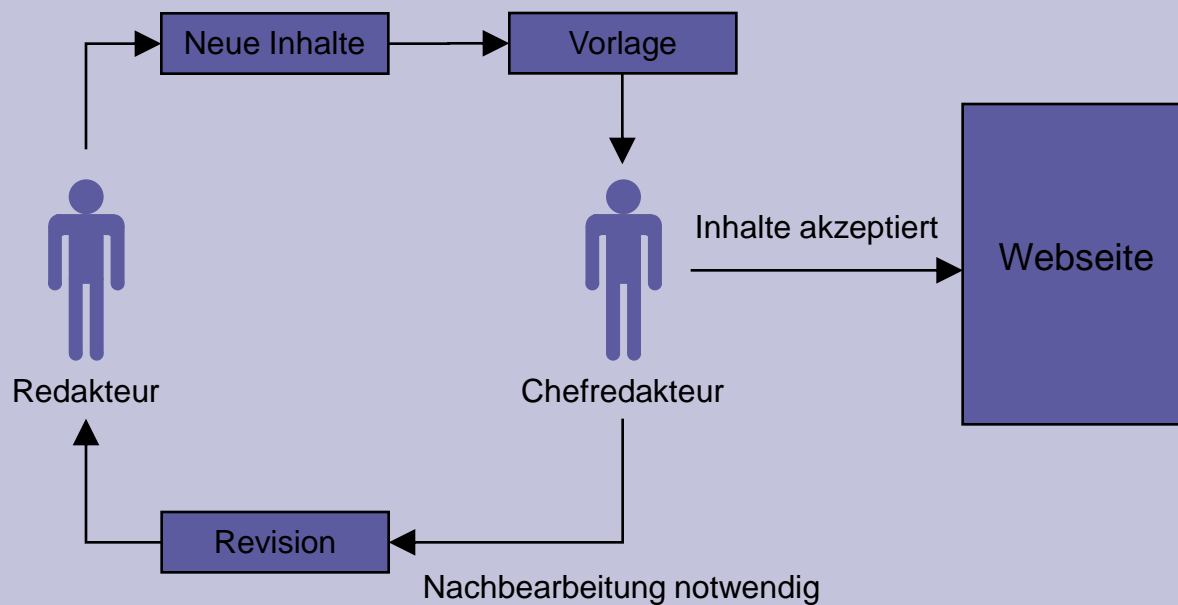 Neue Inhalte
Vorlage
Inhalte akzeptiert
Webseite
Redakteur
Chefredakteur
Revision
Nachbearbeitung notwendig